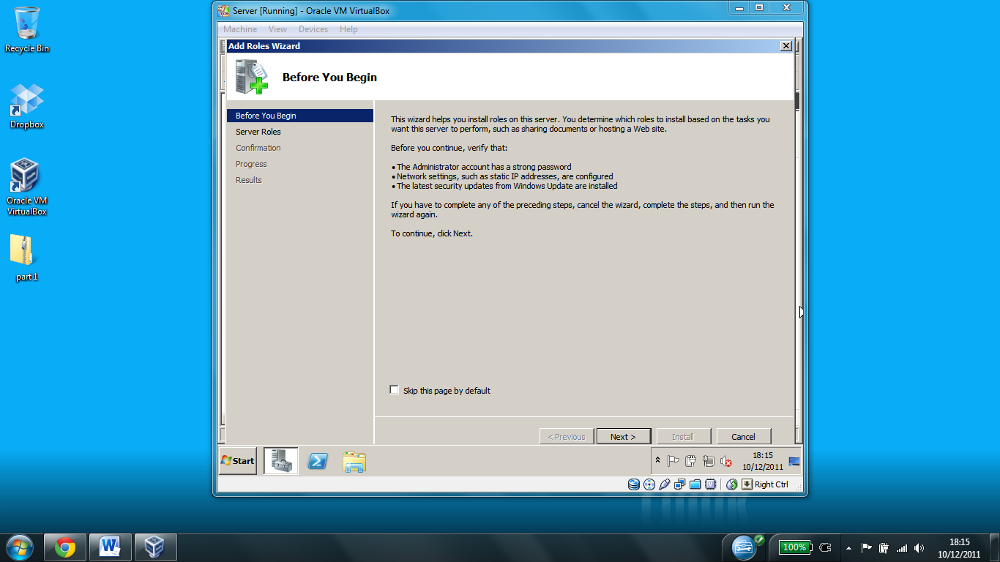 Server [Running] - Oracle VM VirtualBox
Machine View Devices Help
Add Roles Wizard
Before You Begin
Before You Begin
Server Roles
Confirmation
Progress
Results
This wizard helps you install roles on this server. You determine which roles to install based on the tasks you
want this server to perform, such as sharing documents or hosting a Web site.
Before you continue, verify that:
• The Administrator account has a strong password
• Network settings, such as static IP addresses, are configured
• The latest security updates from Windows Update are installed
If you have to complete any of the preceding steps, cancel the wizard, complete the steps, and then run the
wizard again.
To continue, click Next.
Skip this page by default
< Previous
Next >
Install
Cancel
Start
18:15
10/12/2011
Right Ctrl
Recycle Bin
Dropbox
Oracle VM
VirtualBox
part 1
100%
18:15
10/12/2011